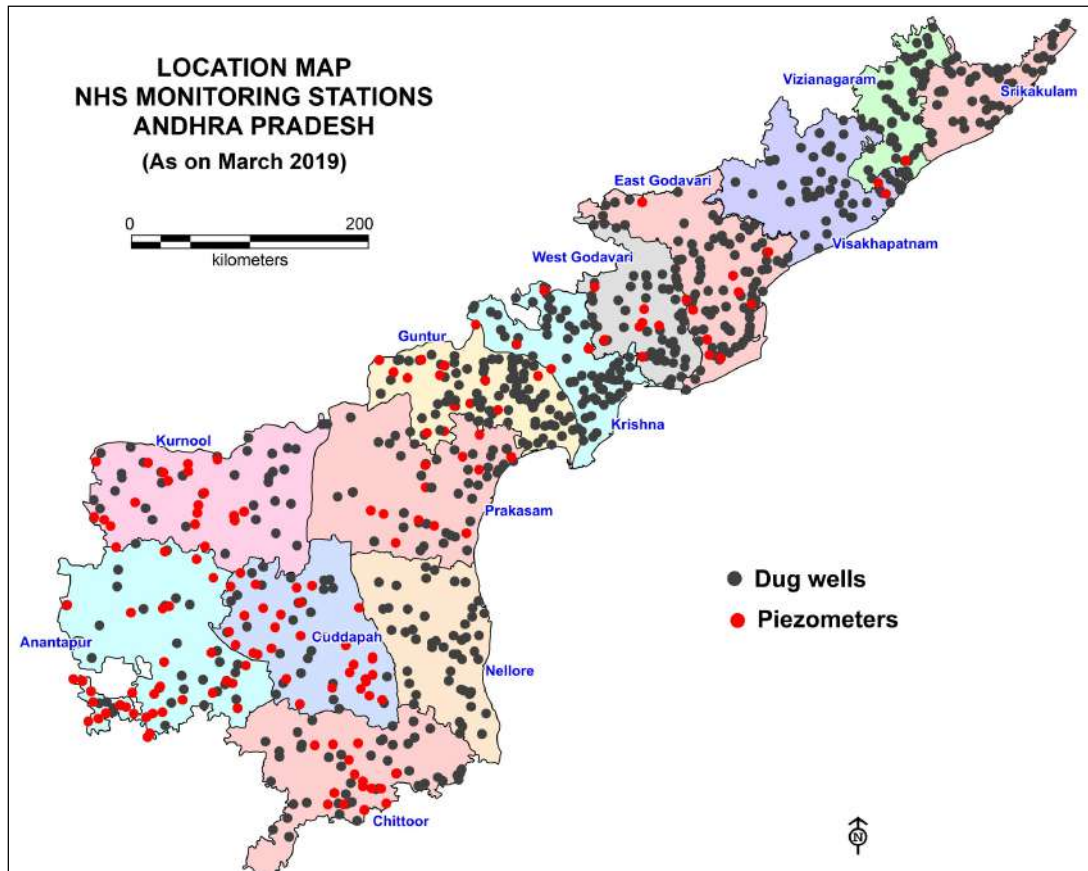 LOCATION MAP
NHS MONITORING STATIONS
ANDHRA PRADESH
(As on March 2019)
0 200
kilometers
Vizianagaram
Srikakulam
East Godavari
Visakhapatnam
West Godavari
Guntur
Krishna
Kurnool
Prakasam
Dug wells
Piezometers
Anantapur
Cuddapah
Nellore
Chittoor
N